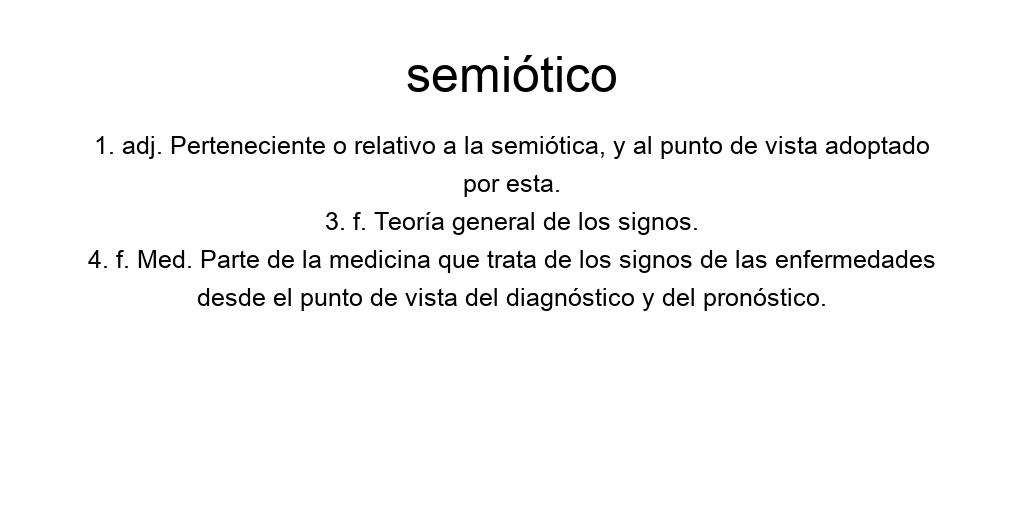 semiótico
1. adj. Perteneciente o relativo a la semiótica, y al punto de vista adoptado
por esta.
3. f. Teoría general de los signos.
4. f. Med. Parte de la medicina que trata de los signos de las enfermedades
desde el punto de vista del diagnóstico y del pronóstico.